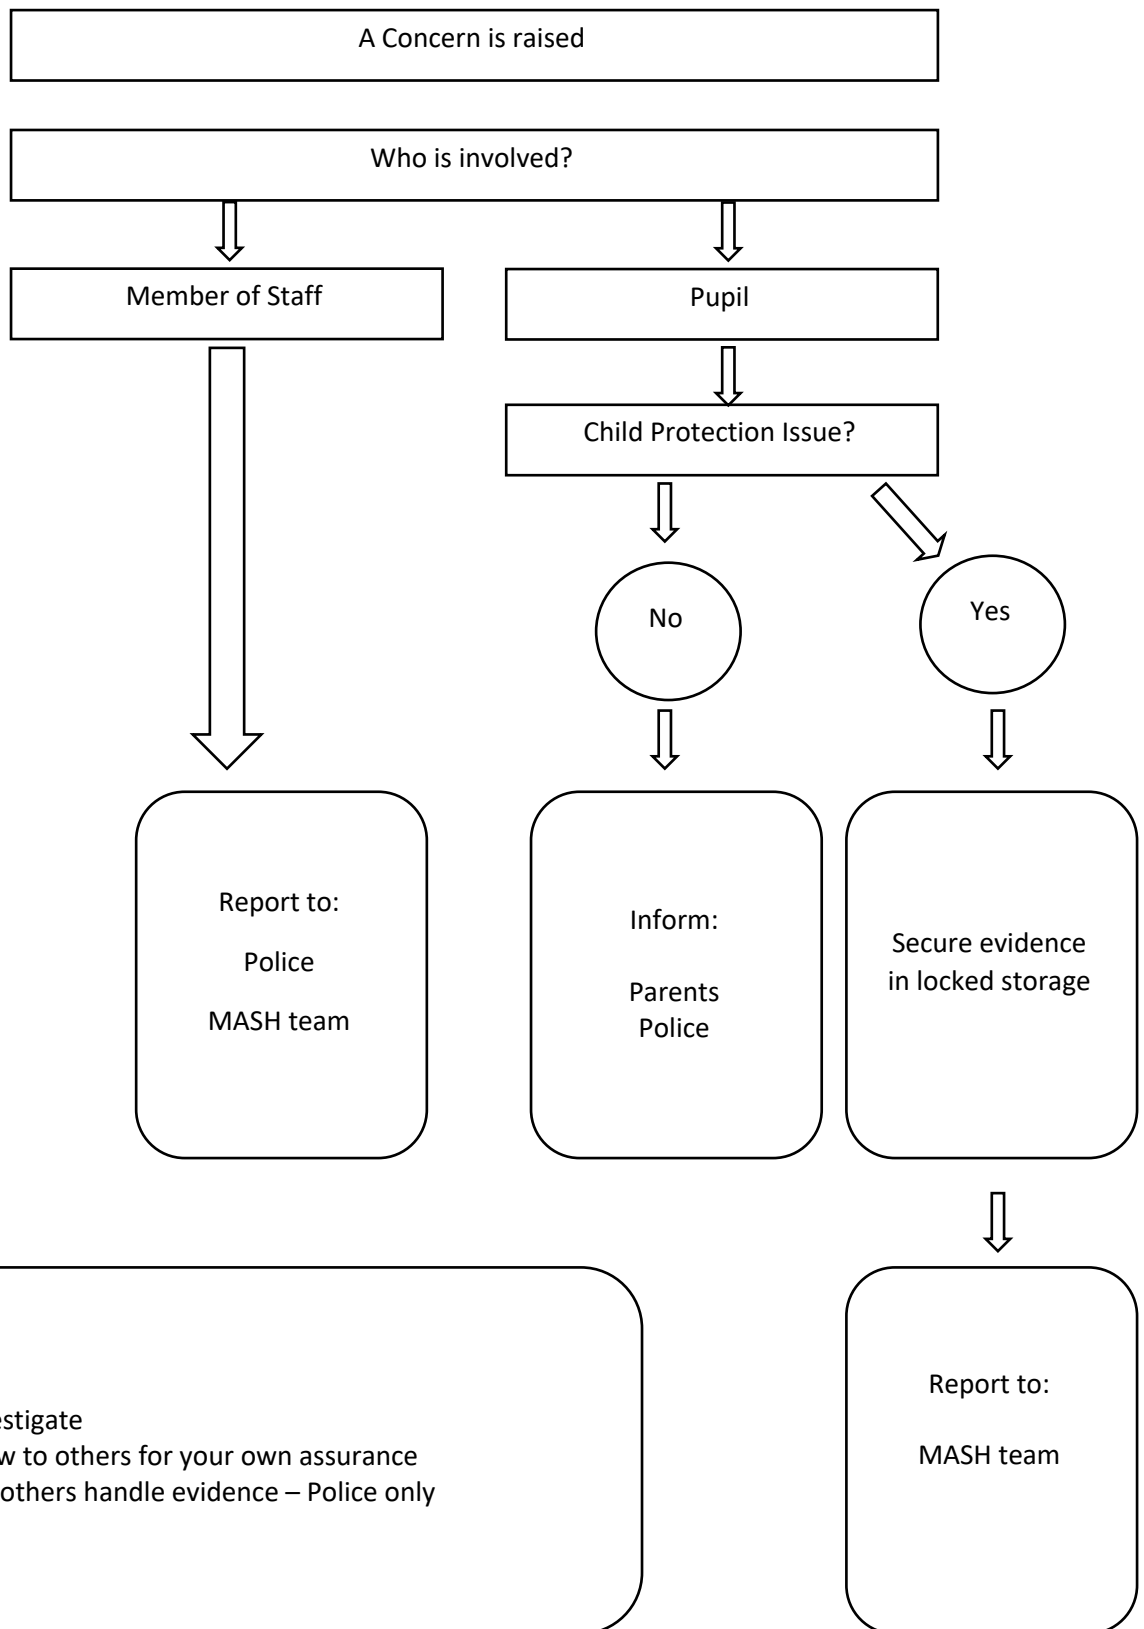 A Concern is raised
Who is involved?
Member of Staff
Pupil
Child Protection Issue?
No
Yes
Report to:
Police
MASH team
Inform:
Parents
Police
Secure evidence
in locked storage
to others for your own assurance
others handle evidence – Police only
Report to:
MASH team